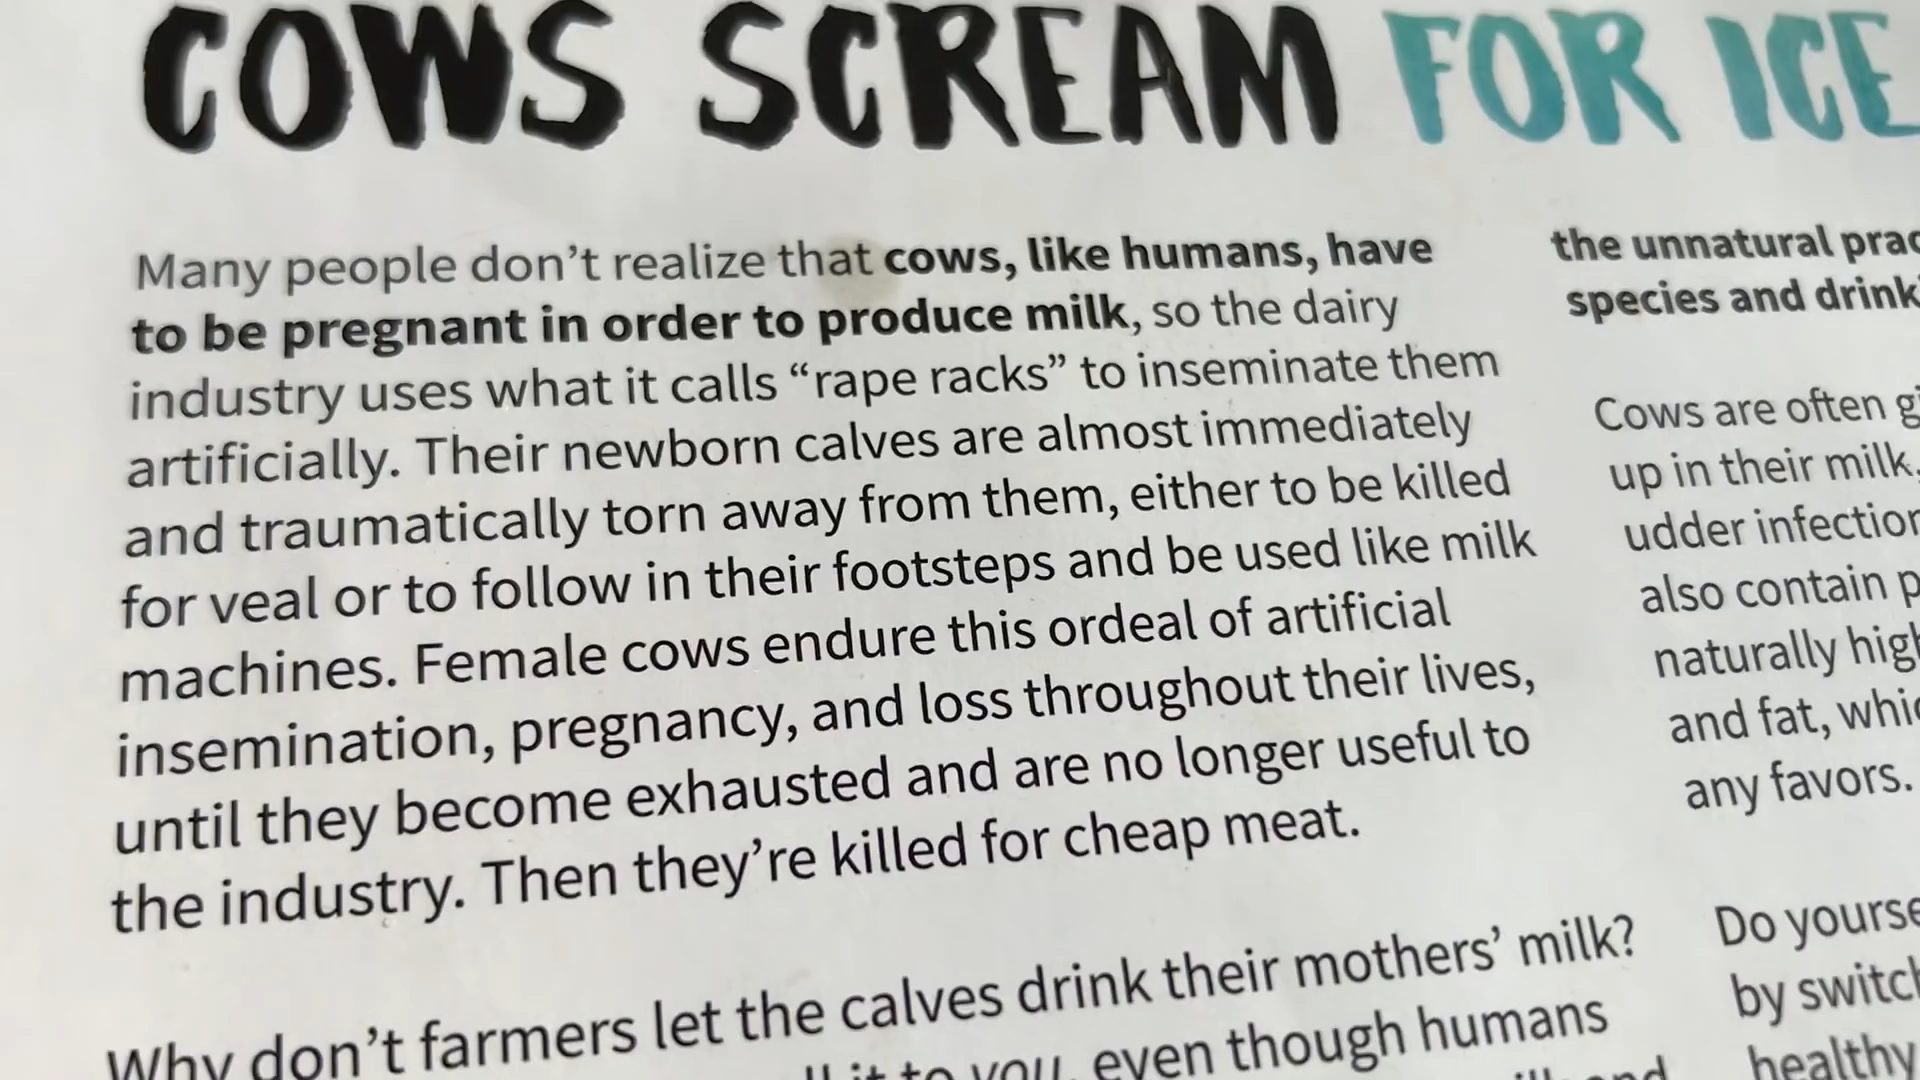 COWS SCREAM FOR ICE
Many people don't realize that cows, like humans, have
to be pregnant in order to produce milk, so the dairy
industry uses what it calls “rape racks” to inseminate them
artificially. Their newborn calves are almost immediately
and traumatically torn away from them, either to be killed
for veal or to follow in their footsteps and be used like milk
machines. Female cows endure this ordeal of artificial
insemination, pregnancy, and loss throughout their lives,
until they become exhausted and are no longer useful to
the industry. Then they’re killed for cheap meat.
Why don’t farmers let the calves drink their mothers’ milk?
it to you, even though humans
the unnatural
species and drink
Cows are often
up in their milk,
udder
also contain
naturally
and fat,
any favors.
Do
by
healthy